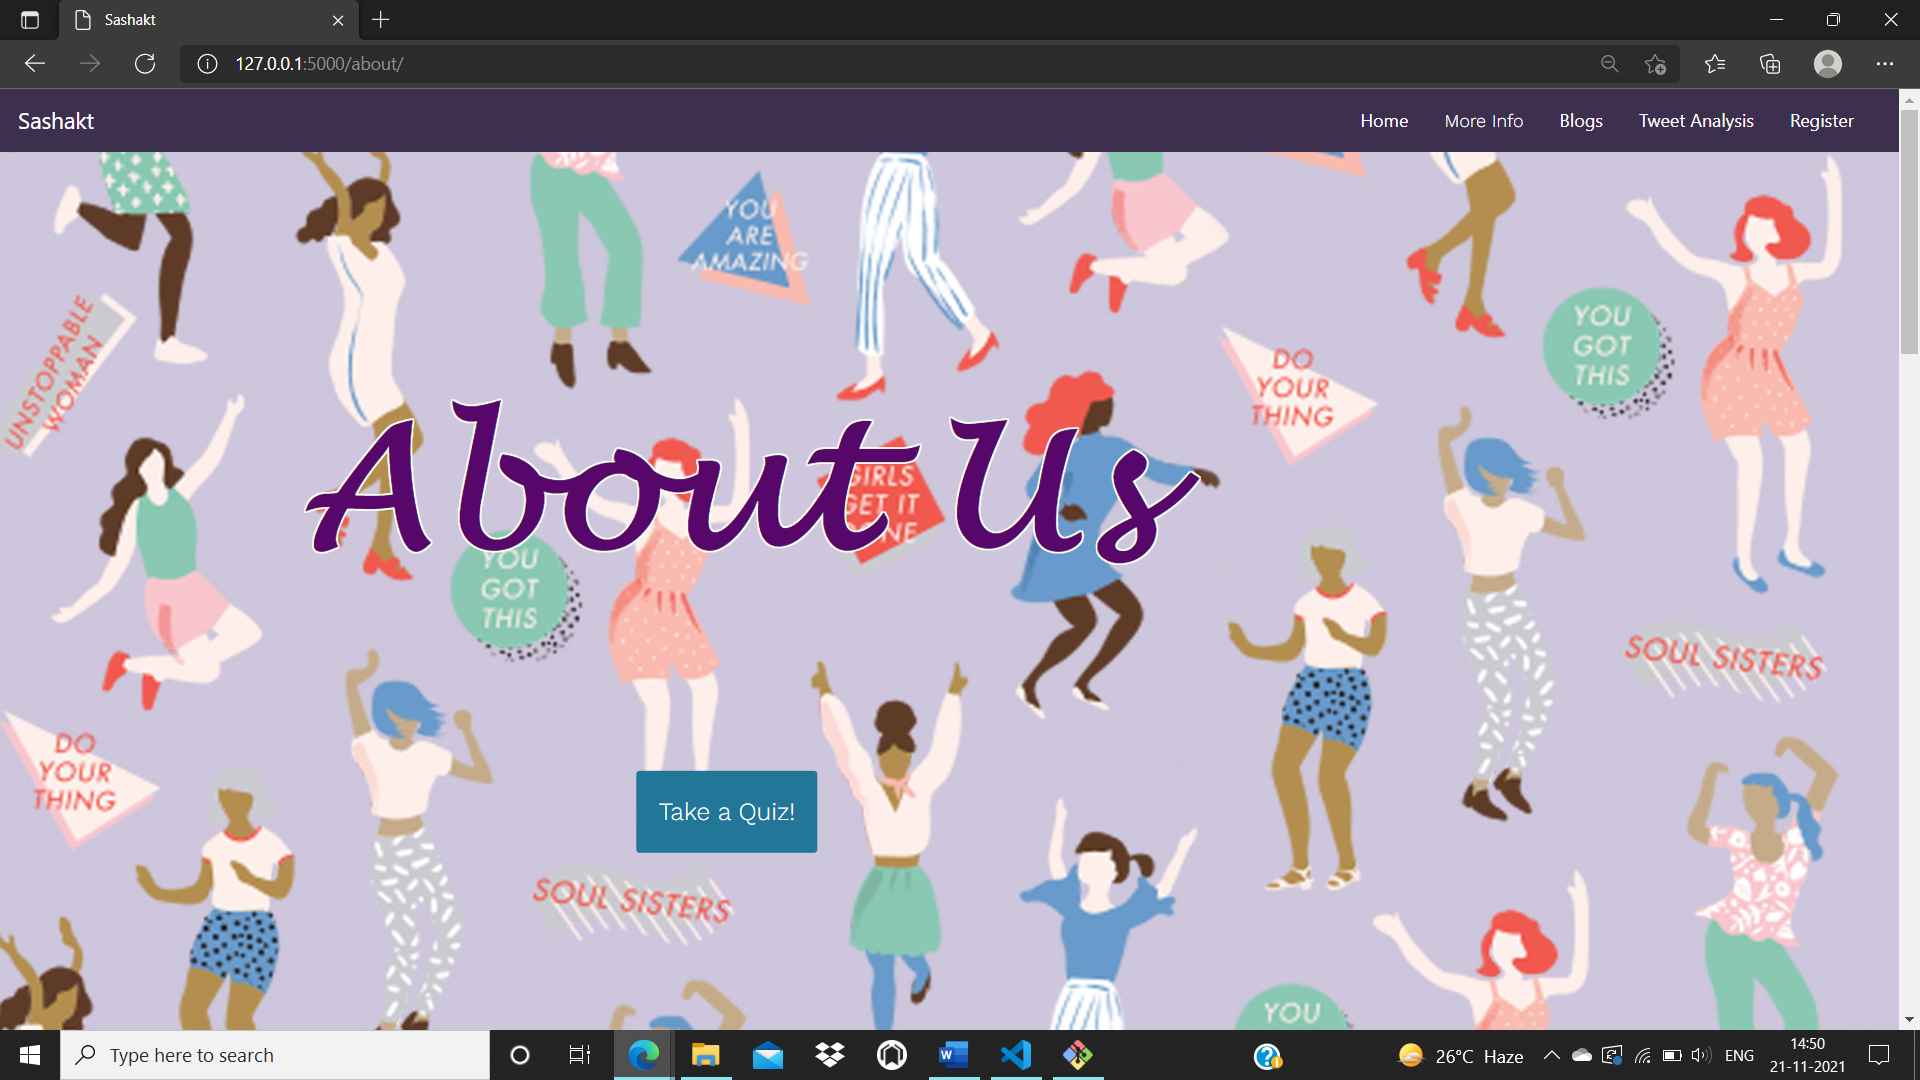 Sashakt
127.0.0.1:5000/about/
Sashakt
Home More Info Blogs Tweet Analysis Register
YOU
ARE
AMAZING
UNSTOPPABLE
WOMAN
DO
YOUR
THING
YOU
GOT
THIS
About Us
GIRLS
GET IT
YOU
GOT
THIS
SOUL SISTERS
DO
YOUR
THING
Take a Quiz!
SOUL SISTERS
YOU
Type here to search
26°C Haze
ENG
14:50
21-11-2021